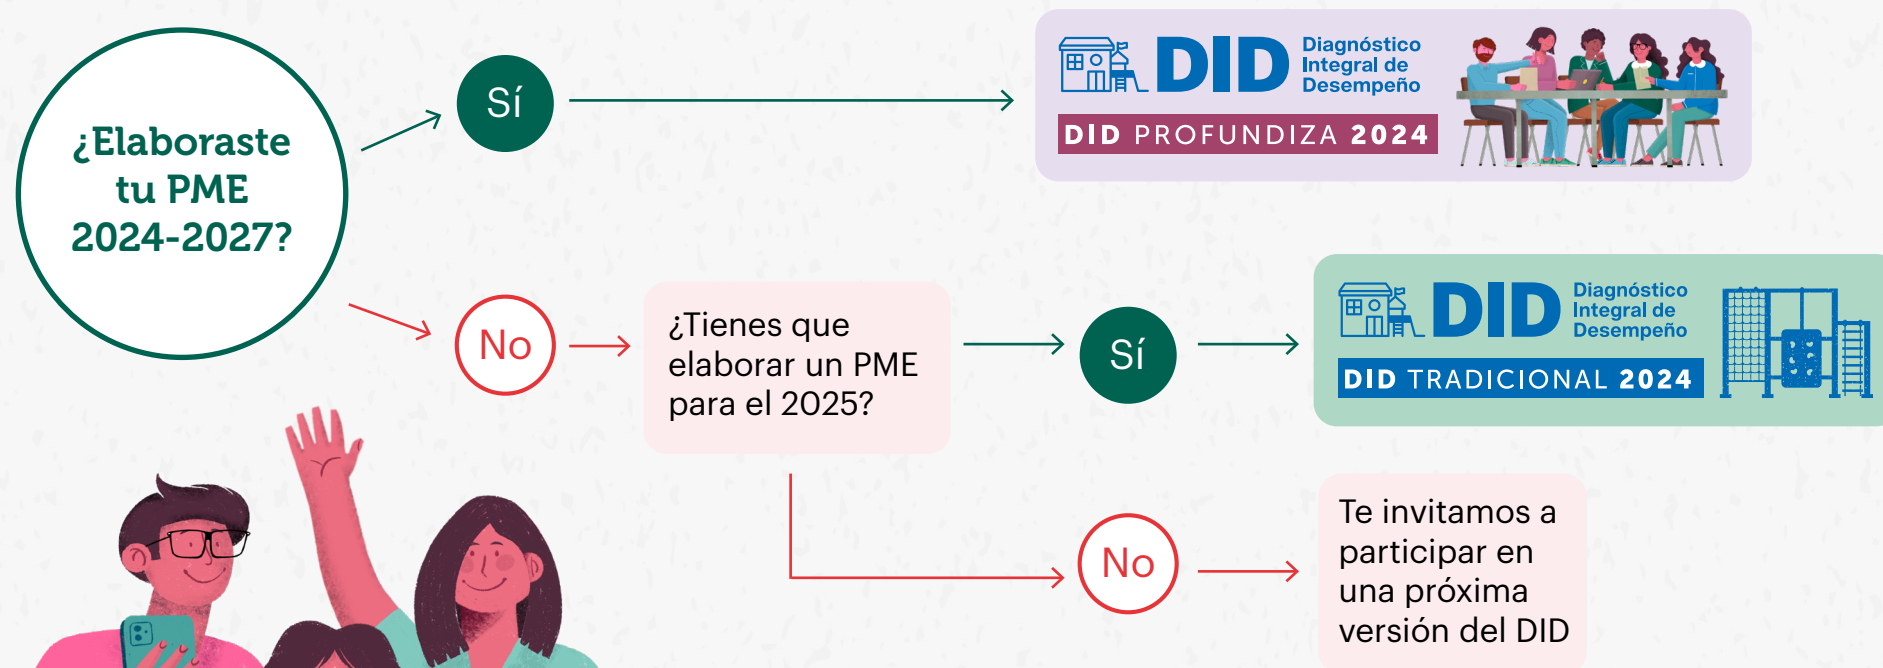 ¿Elaboraste
tu PME
2024-2027?
Sí
DID
Diagnóstico
Integral de
Desempeño
DID PROFUNDIZA 2024
No
¿Tienes que
elaborar un PME
para el 2025?
Sí
DID
Diagnóstico
Integral de
Desempeño
DID TRADICIONAL 2024
No
Te invitamos a
participar en
una próxima
versión del DID